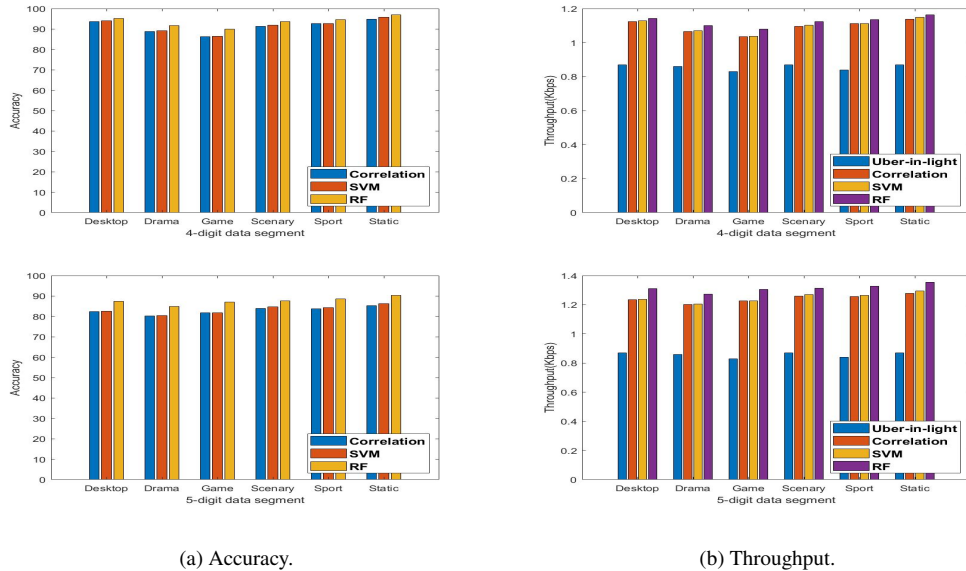 100
90
80
70
60
50
40
30
20
10
0
Accuracy
Correlation
SVM
RF
Desktop Drama Game Scenary Sport Static
4-digit data segment
1.2
1
0.8
0.6
0.4
0.2
0
Throughput(Kbps)
Uber-in-light
Correlation
SVM
RF
Desktop Drama Game Scenary Sport Static
4-digit data segment
100
90
80
70
60
50
40
30
20
10
0
Accuracy
Correlation
SVM
RF
Desktop Drama Game Scenary Sport Static
5-digit data segment
1.4
1.2
1
0.8
0.6
0.4
0.2
0
Throughput(Kbps)
Uber-in-light
Correlation
SVM
RF
Desktop Drama Game Scenary Sport Static
5-digit data segment
(a) Accuracy.
(b) Throughput.